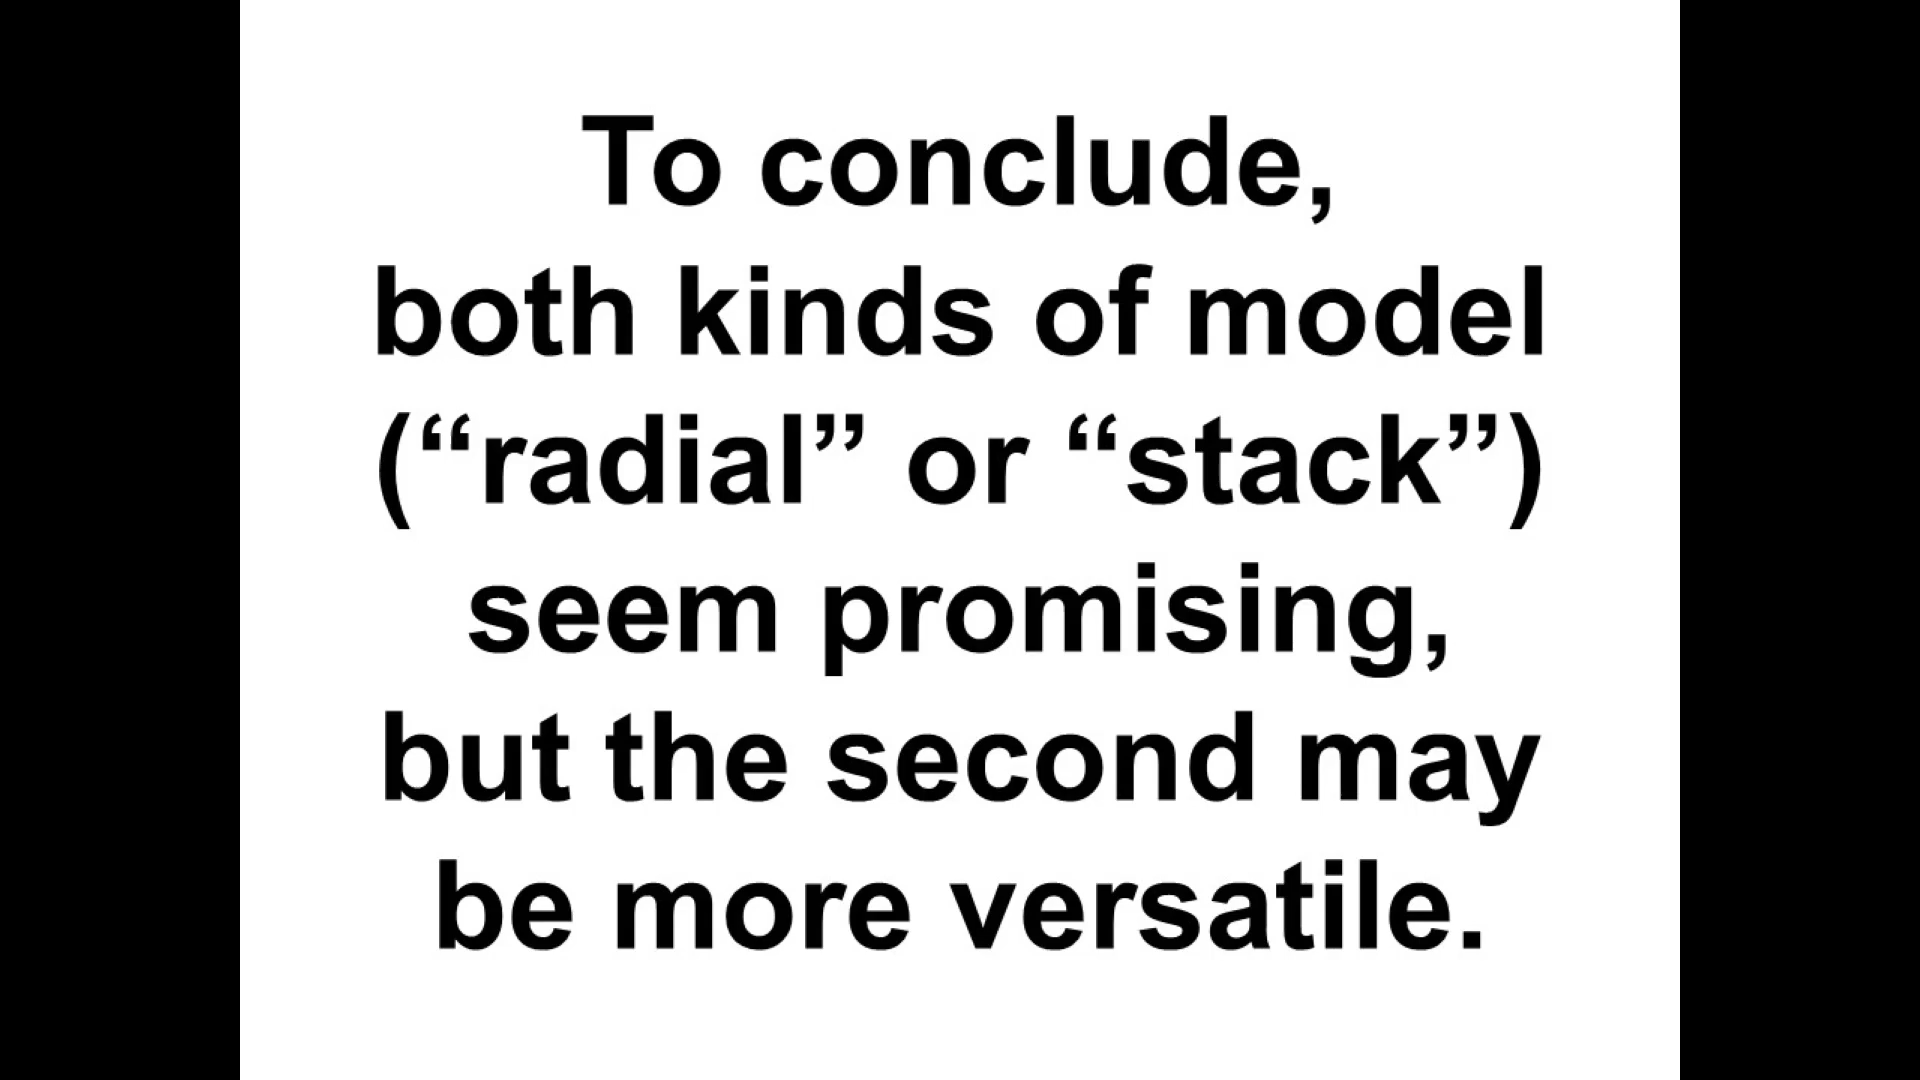 To conclude,
both kinds of model
(“radial” or “stack”)
seem promising,
but the second may
be more versatile.